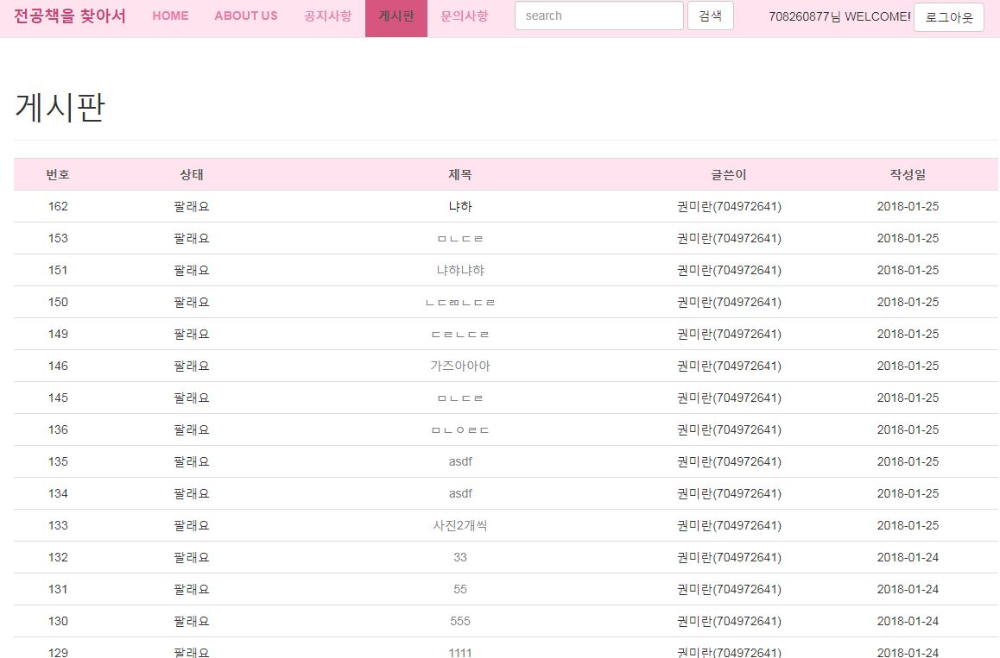 전공책을 찾아서 HOME ABOUT US 공지사항 게시판 문의사항 search 검색 708260877님 WELCOME! 로그아웃
게시판
번호 상태 제목 글쓴이 작성일
162 팔래요 냐하 권미란(704972641) 2018-01-25
153 팔래요 ㅁㄴㄷㄹ 권미란(704972641) 2018-01-25
151 팔래요 냐햐냐햐 권미란(704972641) 2018-01-25
150 팔래요 ㄴㄷㄻㄴㄷㄹ 권미란(704972641) 2018-01-25
149 팔래요 ㄷㄹㄴㄷㄹ 권미란(704972641) 2018-01-25
146 팔래요 가즈아아아 권미란(704972641) 2018-01-25
145 팔래요 ㅁㄴㄷㄹ 권미란(704972641) 2018-01-25
136 팔래요 ㅁㄴㅇㄹㄷ 권미란(704972641) 2018-01-25
135 팔래요 asdf 권미란(704972641) 2018-01-25
134 팔래요 asdf 권미란(704972641) 2018-01-25
133 팔래요 사진2개씩 권미란(704972641) 2018-01-25
132 팔래요 33 권미란(704972641) 2018-01-24
131 팔래요 55 권미란(704972641) 2018-01-24
130 팔래요 555 권미란(704972641) 2018-01-24
129 팔래요 1111 권미란(704972641) 2018-01-24